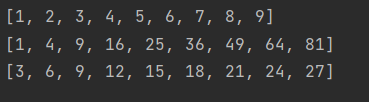 [1, 2, 3, 4, 5, 6, 7, 8, 9]
[1, 4, 9, 16, 25, 36, 49, 64, 81]
[3, 6, 9, 12, 15, 18, 21, 24, 27]